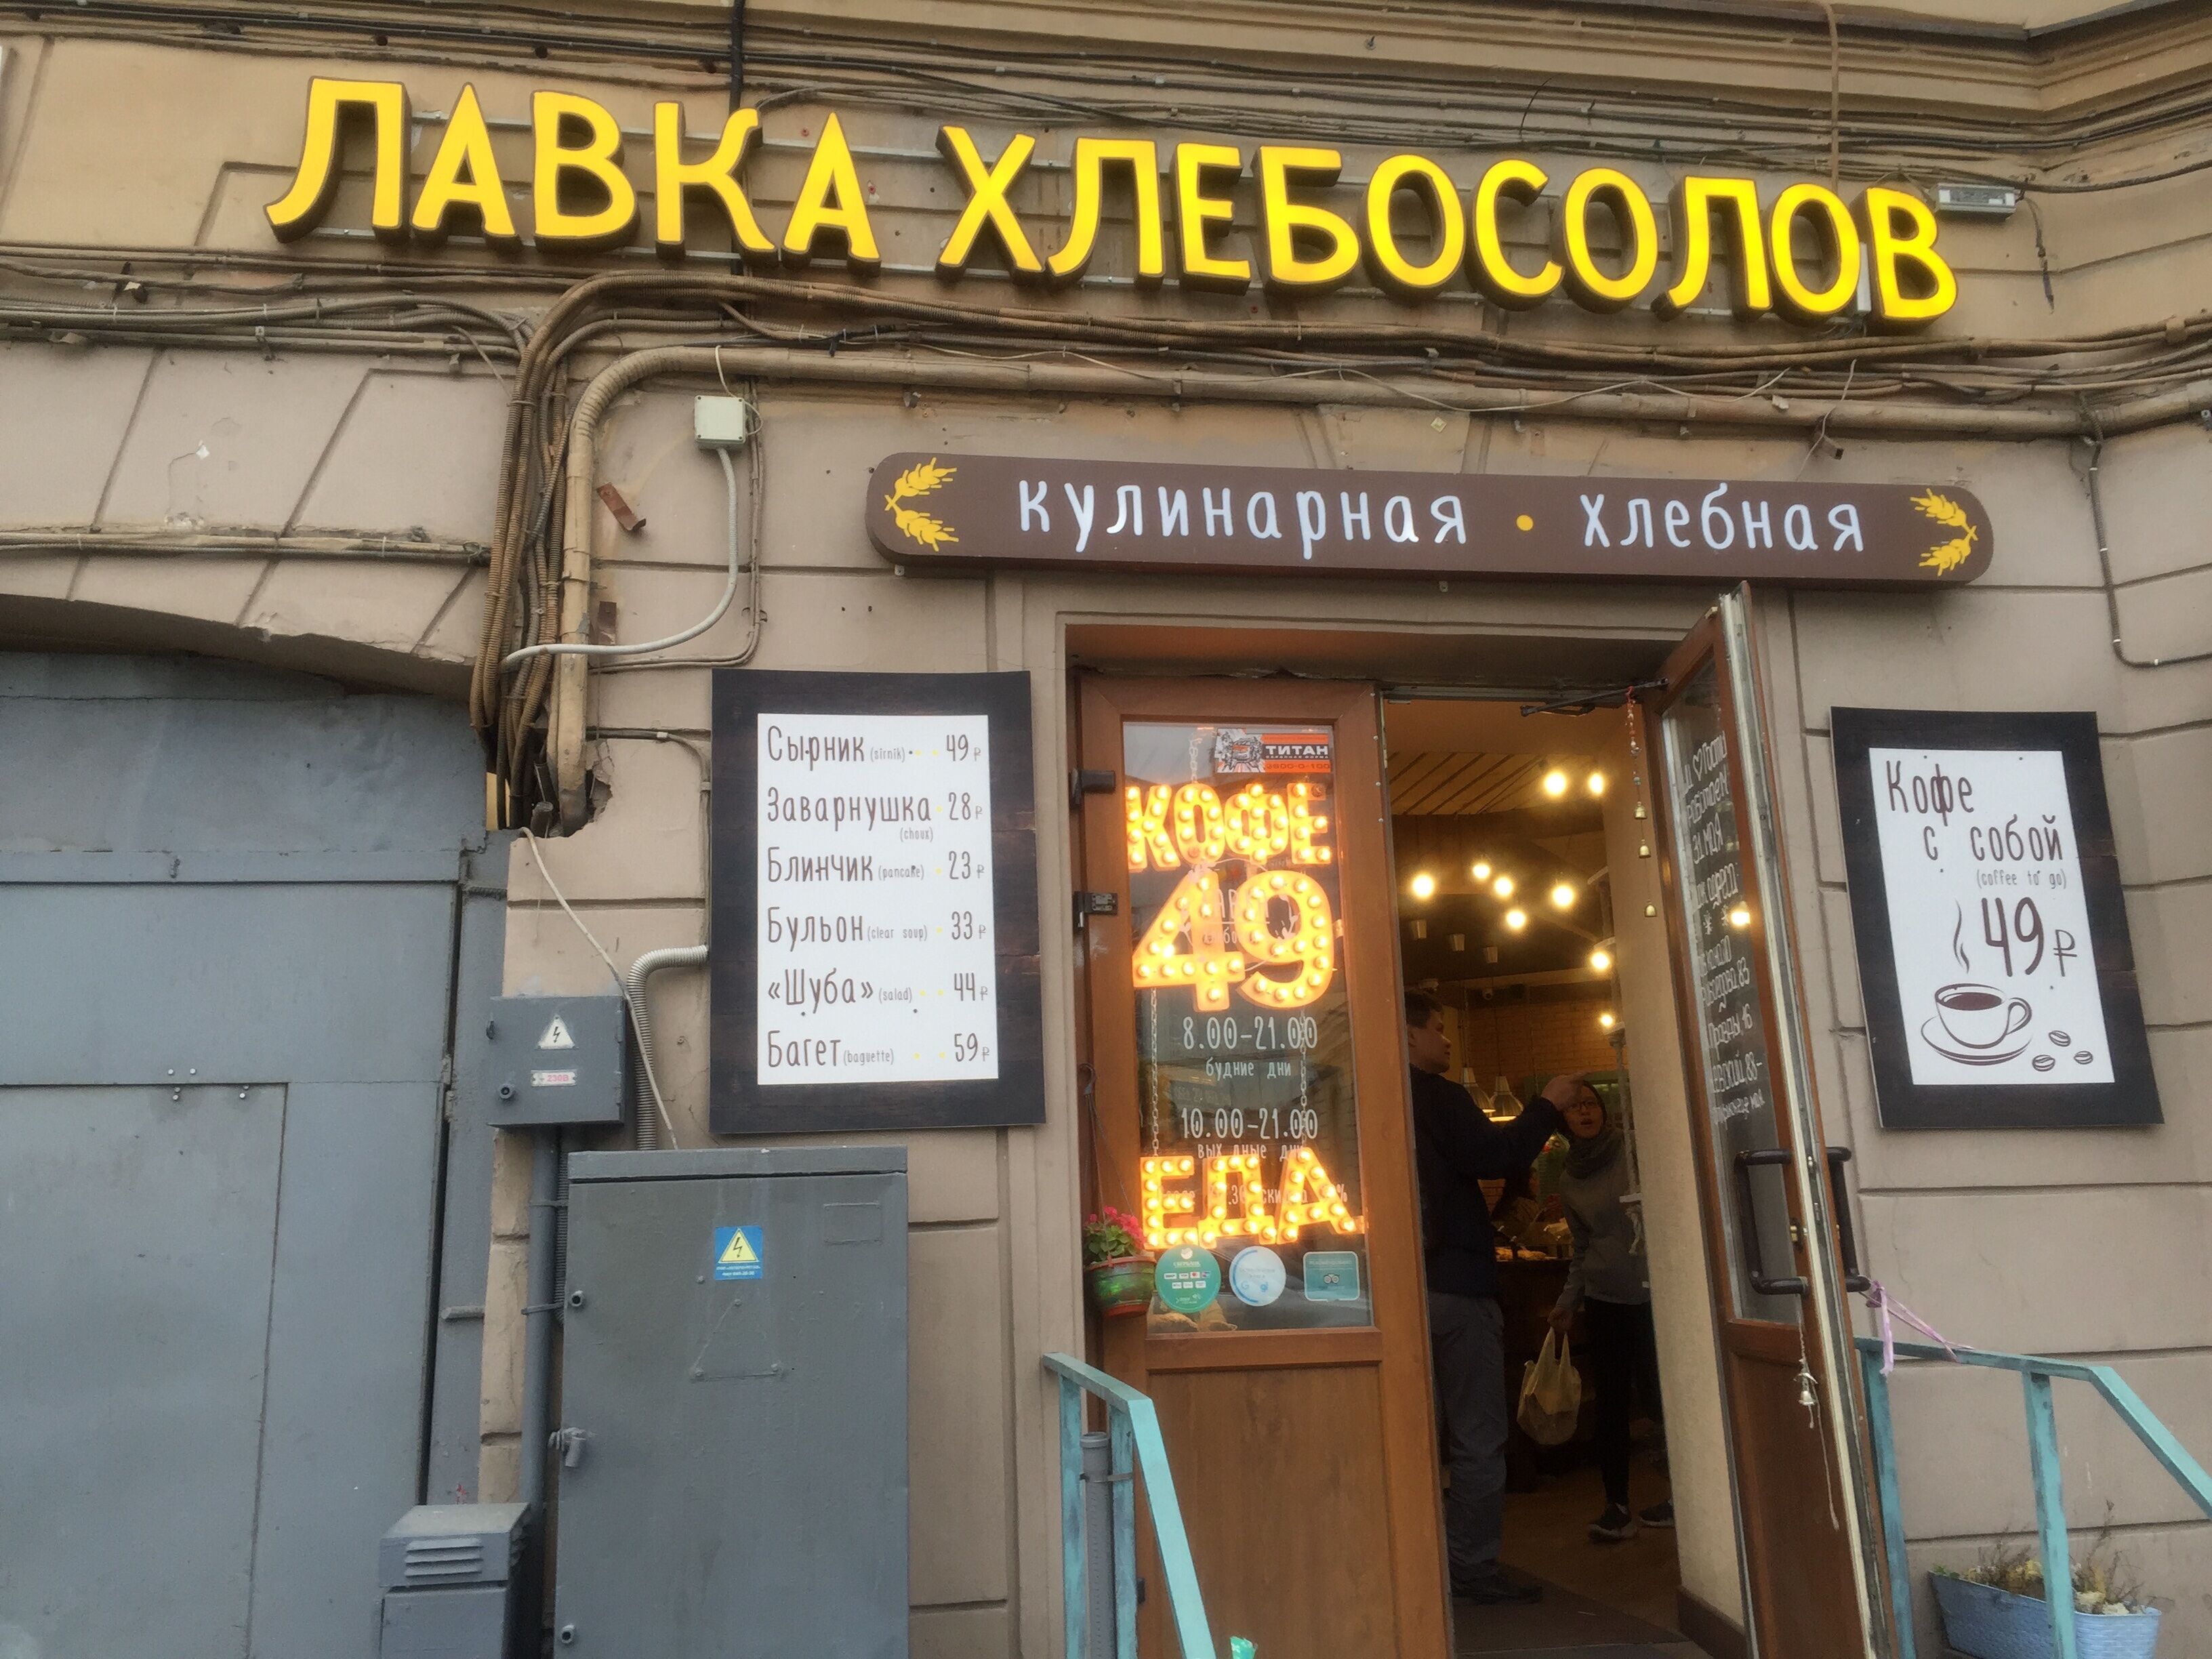 ЛАВКА ХЛЕБОСОЛОВ
кулинарная • хлебная
Сырник (sirnik) 49 ₽
Заварнушка 28 ₽
(choux)
Блинчик (pancake) 23 ₽
Бульон (clear soup) 33 ₽
«Шуба» (salad) 44 ₽
Багет (baguette) 59 ₽
ТИТАН
КОФЕ
49
8.00-21.00
будние дни
10.00-21.00
дни
ЕДА
Кофе
с собой
(coffee to go)
49 ₽
230В